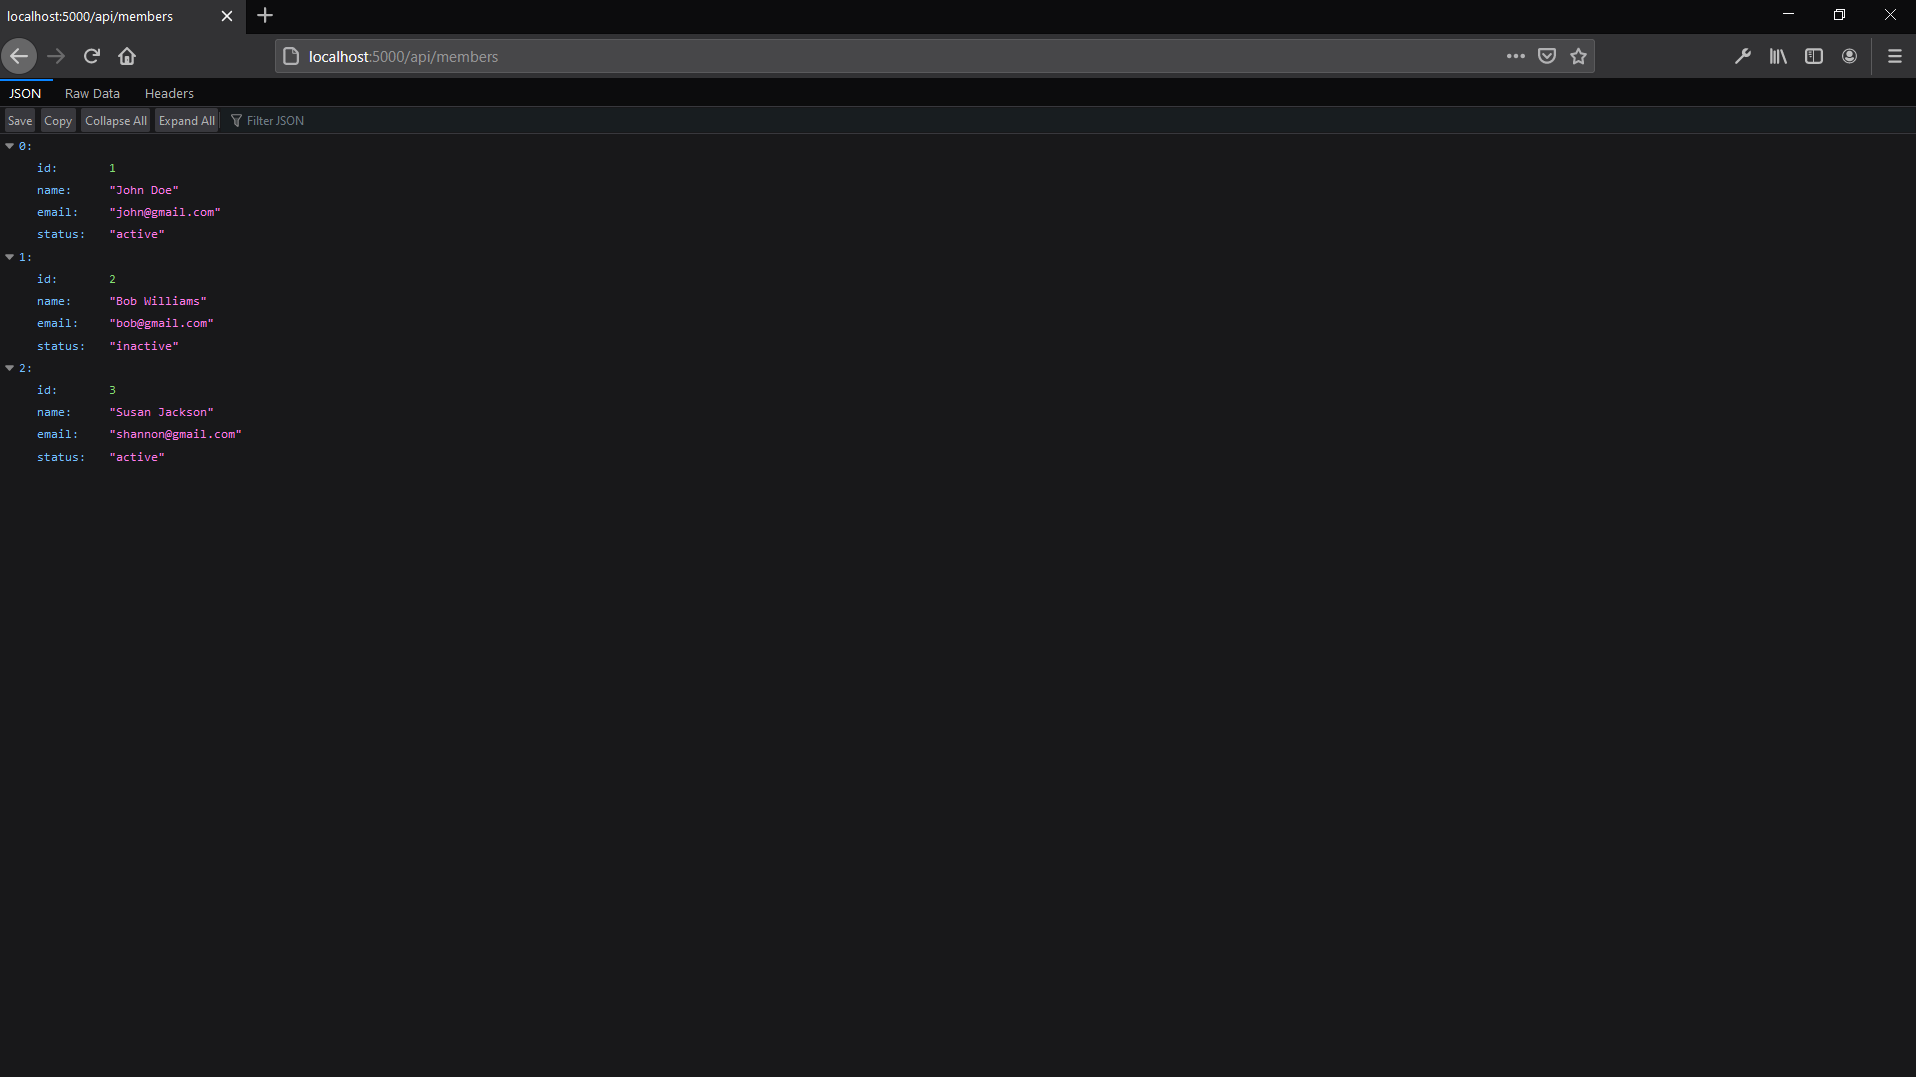 localhost:5000/api/members
localhost:5000/api/members
JSON Raw Data Headers
Save Copy Collapse All Expand All Filter JSON
0:
id: 1
name: "John Doe"
email: "john@gmail.com"
status: "active"
1:
id: 2
name: "Bob Williams"
email: "bob@gmail.com"
status: "inactive"
2:
id: 3
name: "Susan Jackson"
email: "shannon@gmail.com"
status: "active"